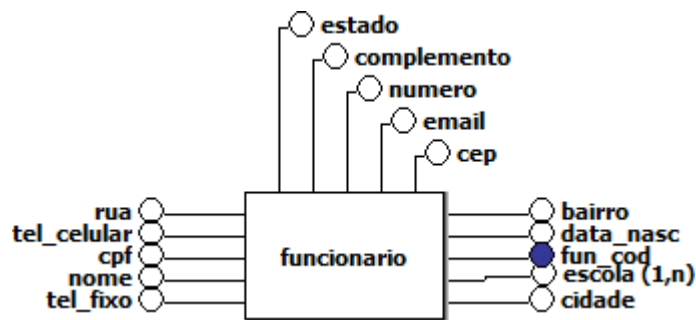 estado
complemento
numero
email
cep
rua
tel_celular
cpf
nome
tel_fixo
funcionario
bairro
data_nasc
fun_cod
escola (1,n)
cidade